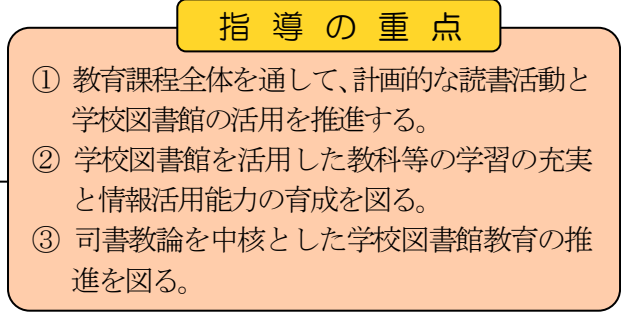 指導の重点
① 教育課程全体を通して、計画的な読書活動と
学校図書館の活用を推進する。
② 学校図書館を活用した教科等の学習の充実
と情報活用能力の育成を図る。
③ 司書教諭を中核とした学校図書館教育の推
進を図る。